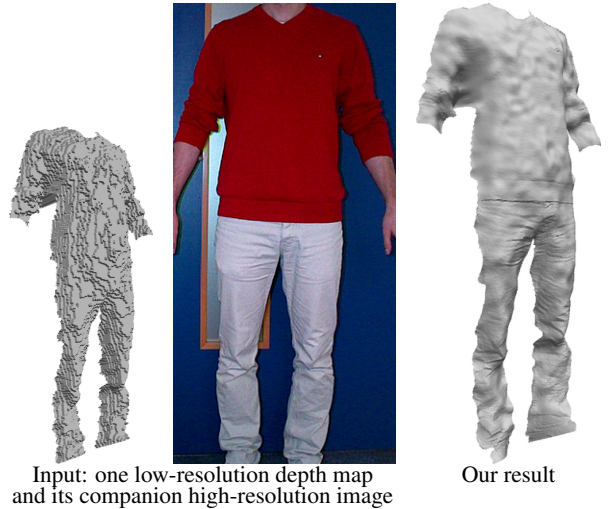 Input: one low-resolution depth map
and its companion high-resolution image
Our result